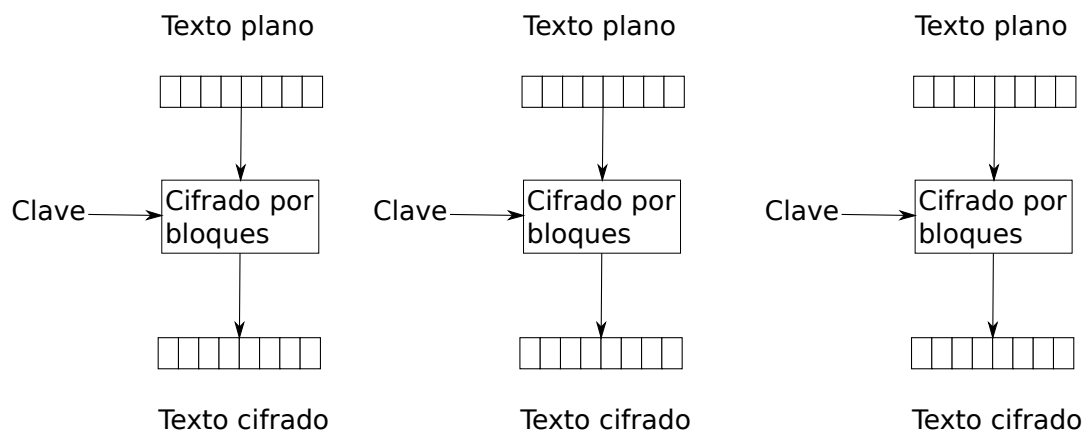 Texto plano
Texto plano
Texto plano
Clave
Cifrado por
bloques
Clave
Cifrado por
bloques
Clave
Cifrado por
bloques
Texto cifrado
Texto cifrado
Texto cifrado